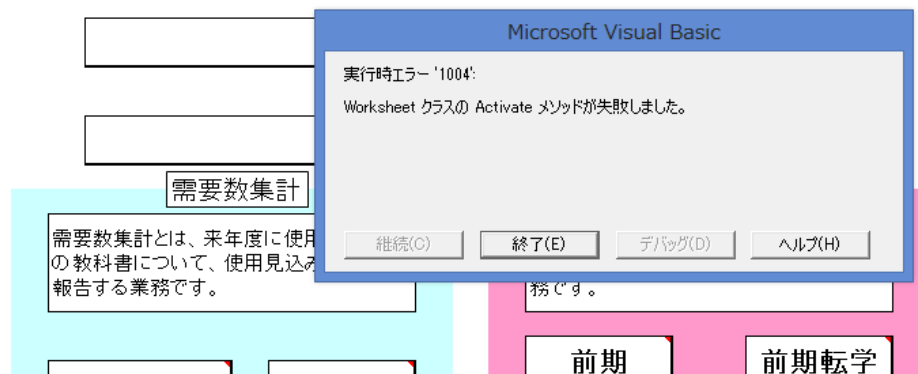 Microsoft Visual Basic
実行時エラー '1004':
Worksheet クラスの Activate メソッドが失敗しました。
継続(C)
終了(E)
デバッグ(D)
ヘルプ(H)
需要数集計
需要数集計とは、来年度に使用
の教科書について、使用見込み
報告する業務です。
務です。
前期
前期転学